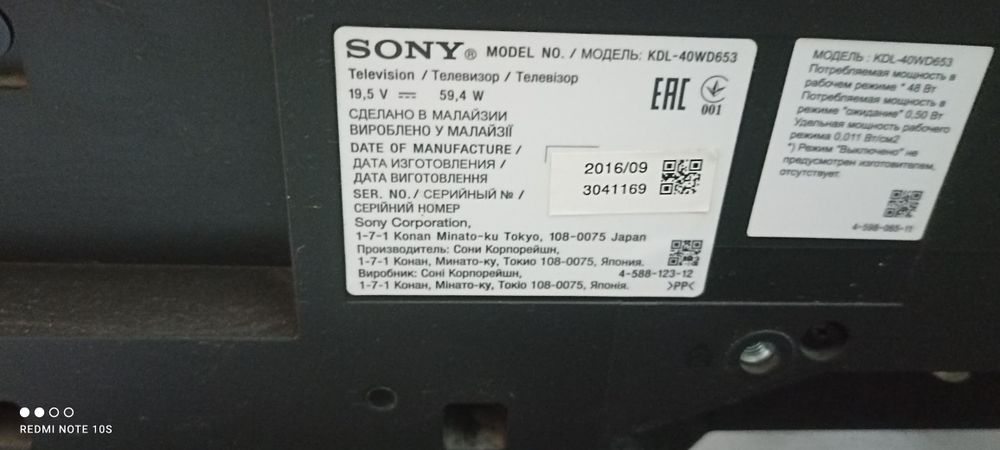 SONY® MODEL NO. / МОДЕЛЬ: KDL-40WD653
Television / Телевизор / Телевізор
19,5 V 59,4 W
EAC
001
СДЕЛАНО В МАЛАЙЗИИ
ВИРОБЛЕНО У МАЛАЙЗІЇ
DATE OF MANUFACTURE /
ДАТА ИЗГОТОВЛЕНИЯ /
ДАТА ВИГОТОВЛЕННЯ
2016/09
3041169
SER. NO. / СЕРИЙНЫЙ № /
СЕРІЙНИЙ НОМЕР
Sony Corporation,
1-7-1 Konan Minato-ku Tokyo, 108-0075 Japan
Производитель: Сони Корпорейшн,
1-7-1 Конан, Минато-ку, Токио 108-0075, Япония.
Виробник: Соні Корпорейшн,
4-588-123-12
1-7-1 Конан, Мінато-ку, Токіо 108-0075, Японія.
>PP<
МОДЕЛЬ : KDL-40WD653
Потребляемая мощность в
рабочем режиме * 48 Вт
Потребляемая мощность в
режиме "ожидание" 0,50 Вт
Удельная мощность рабочего
режима 0,011 Вт/см2
*) Режим "Выключено" не
предусмотрен изготовителем,
отсутствует.
4-598-065-11
REDMI NOTE 10S